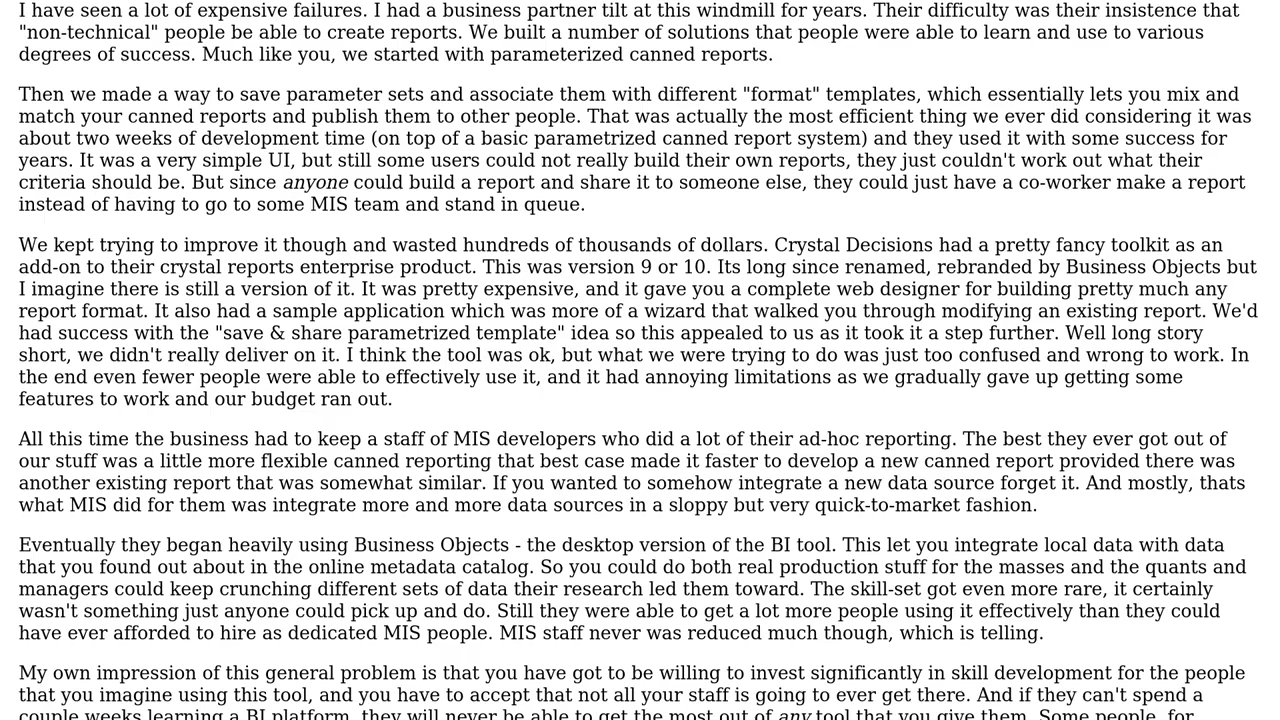 I have seen a lot of expensive failures. I had a business partner tilt at this windmill for years. Their difficulty was their insistence that
"non-technical" people be able to create reports. We built a number of solutions that people were able to learn and use to various
degrees of success. Much like you, we started with parameterized canned reports.
Then we made a way to save parameter sets and associate them with different "format" templates, which essentially lets you mix and
match your canned reports and publish them to other people. That was actually the most efficient thing we ever did considering it was
about two weeks of development time (on top of a basic parametrized canned report system) and they used it with some success for
years. It was a very simple UI, but still some users could not really build their own reports, they just couldn't work out what their
criteria should be. But since anyone could build a report and share it to someone else, they could just have a co-worker make a report
instead of having to go to some MIS team and stand in queue.
We kept trying to improve it though and wasted hundreds of thousands of dollars. Crystal Decisions had a pretty fancy toolkit as an
add-on to their crystal reports enterprise product. This was version 9 or 10. Its long since renamed, rebranded by Business Objects but
I imagine there is still a version of it. It was pretty expensive, and it gave you a complete web designer for building pretty much any
report format. It also had a sample application which was more of a wizard that walked you through modifying an existing report. We'd
had success with the "save & share parametrized template" idea so this appealed to us as it took it a step further. Well long story
short, we didn't really deliver on it. I think the tool was ok, but what we were trying to do was just too confused and wrong to work. In
the end even fewer people were able to effectively use it, and it had annoying limitations as we gradually gave up getting some
features to work and our budget ran out.
All this time the business had to keep a staff of MIS developers who did a lot of their ad-hoc reporting. The best they ever got out of
our stuff was a little more flexible canned reporting that best case made it faster to develop a new canned report provided there was
another existing report that was somewhat similar. If you wanted to somehow integrate a new data source forget it. And mostly, thats
what MIS did for them was integrate more and more data sources in a sloppy but very quick-to-market fashion.
Eventually they began heavily using Business Objects - the desktop version of the BI tool. This let you integrate local data with data
that you found out about in the online metadata catalog. So you could do both real production stuff for the masses and the quants and
managers could keep crunching different sets of data their research led them toward. The skill-set got even more rare, it certainly
wasn't something just anyone could pick up and do. Still they were able to get a lot more people using it effectively than they could
have ever afforded to hire as dedicated MIS people. MIS staff never was reduced much though, which is telling.
My own impression of this general problem is that you have got to be willing to invest significantly in skill development for the people
that you imagine using this tool, and you have to accept that not all your staff is going to ever get there. And if they can't spend a
couple weeks learning a BI platform, they will never be able to get the most out of any tool that you give them. Some people, for